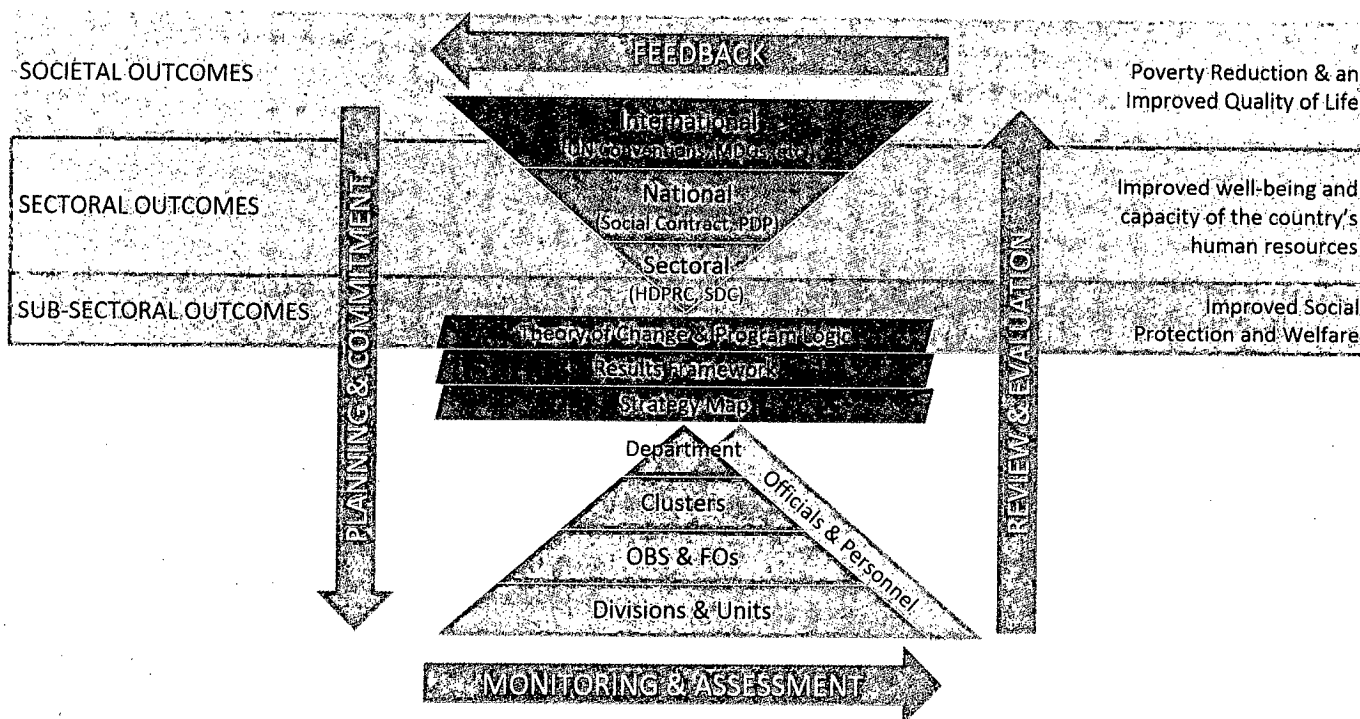 FEEDBACK
SOCIETAL OUTCOMES
Poverty Reduction & an
Improved Quality of Life
International
(UN Conventions, MDGs, etc)
National
(Social Contract, PDP)
SECTORAL OUTCOMES
Improved well-being and
capacity of the country's
human resources
Sectoral
(HDPRC, SDC)
SUB-SECTORAL OUTCOMES
Improved Social
Protection and Welfare
Theory of Change & Program Logic
Results Framework
Strategy Map
PLANNING & COMMITMENT
REVIEW & EVALUATION
Department
Clusters
OBS & FOs
Divisions & Units
Officials & Personnel
MONITORING & ASSESSMENT